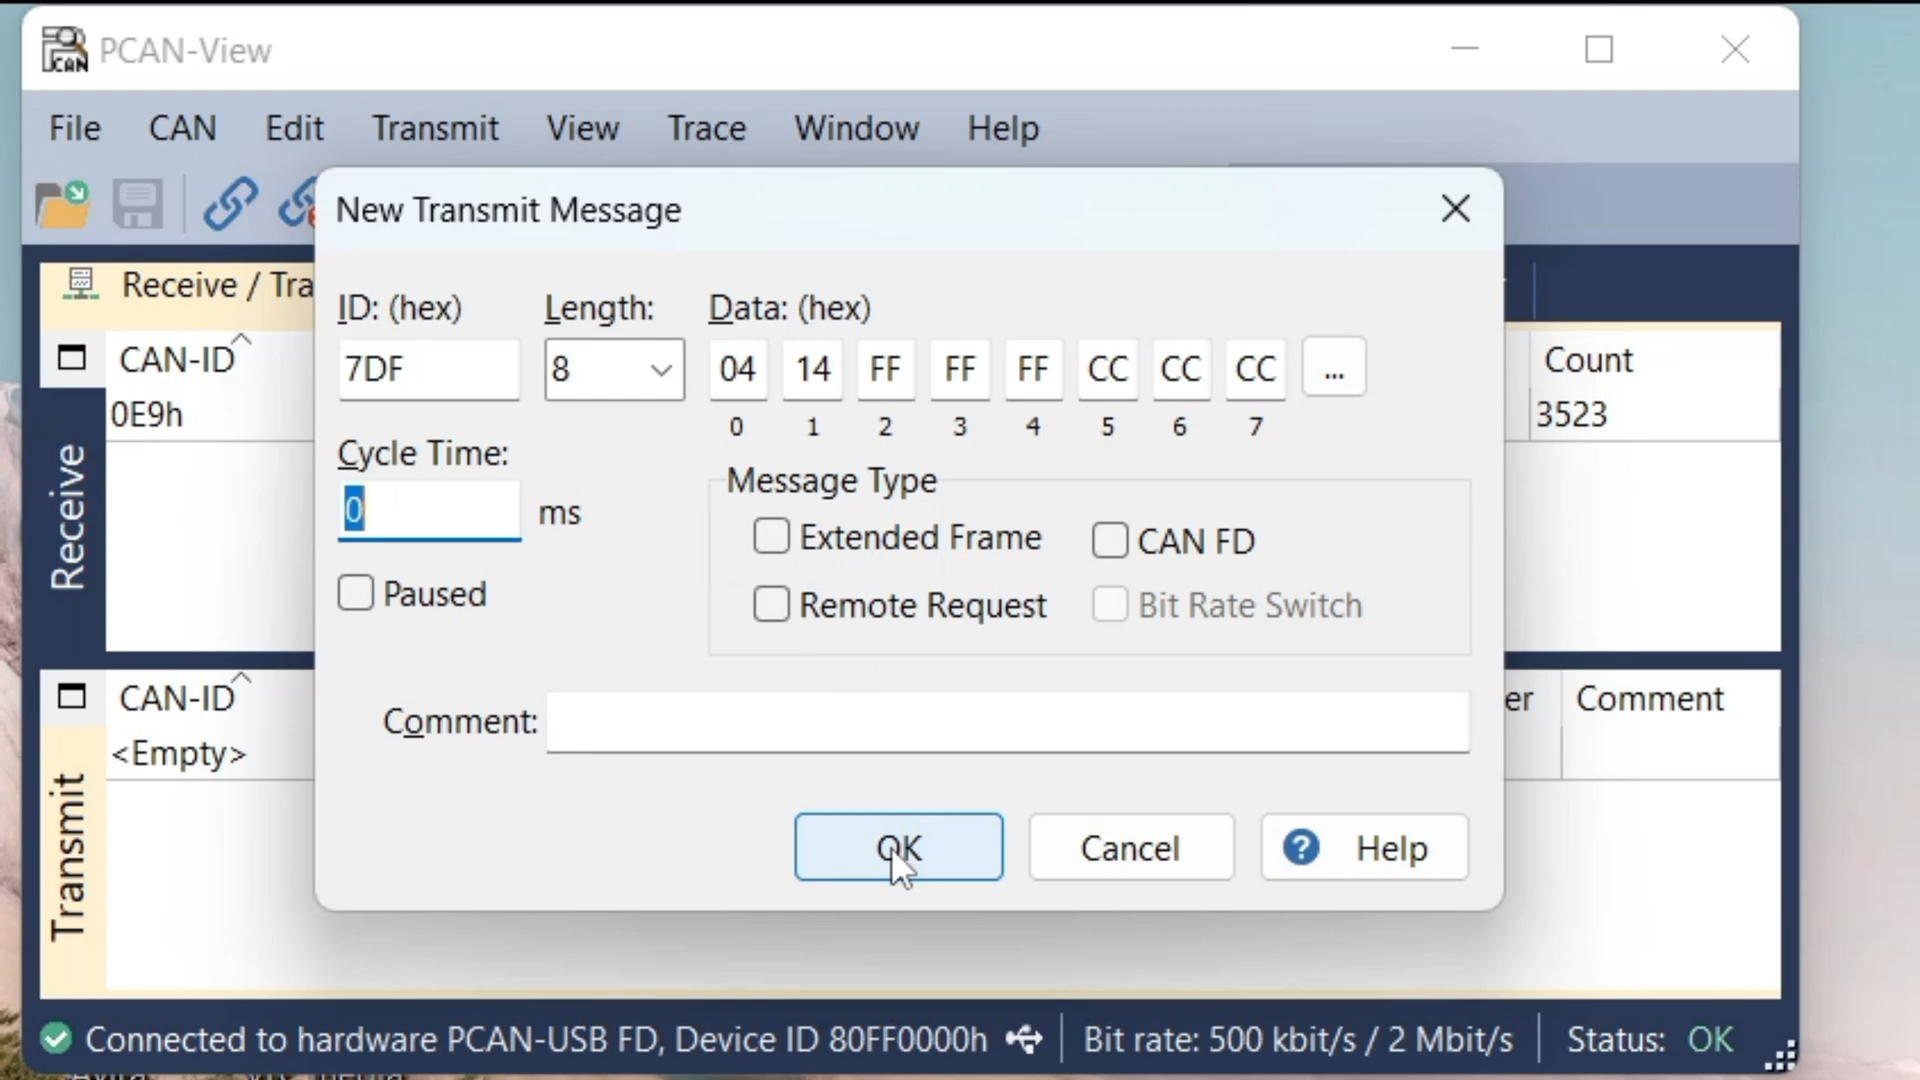 PCAN-View
File CAN Edit Transmit View Trace Window Help
New Transmit Message
Receive / Tra
ID: (hex) Length: Data: (hex)
7DF 8 04 14 FF FF FF CC CC CC ...
0 1 2 3 4 5 6 7
CAN-ID Count
0E9h 3523
Receive
Cycle Time:
0 ms
Paused
Message Type
Extended Frame CAN FD
Remote Request Bit Rate Switch
Comment:
CAN-ID er Comment
<Empty>
Transmit
OK Cancel ? Help
Connected to hardware PCAN-USB FD, Device ID 80FF0000h Bit rate: 500 kbit/s / 2 Mbit/s Status: OK